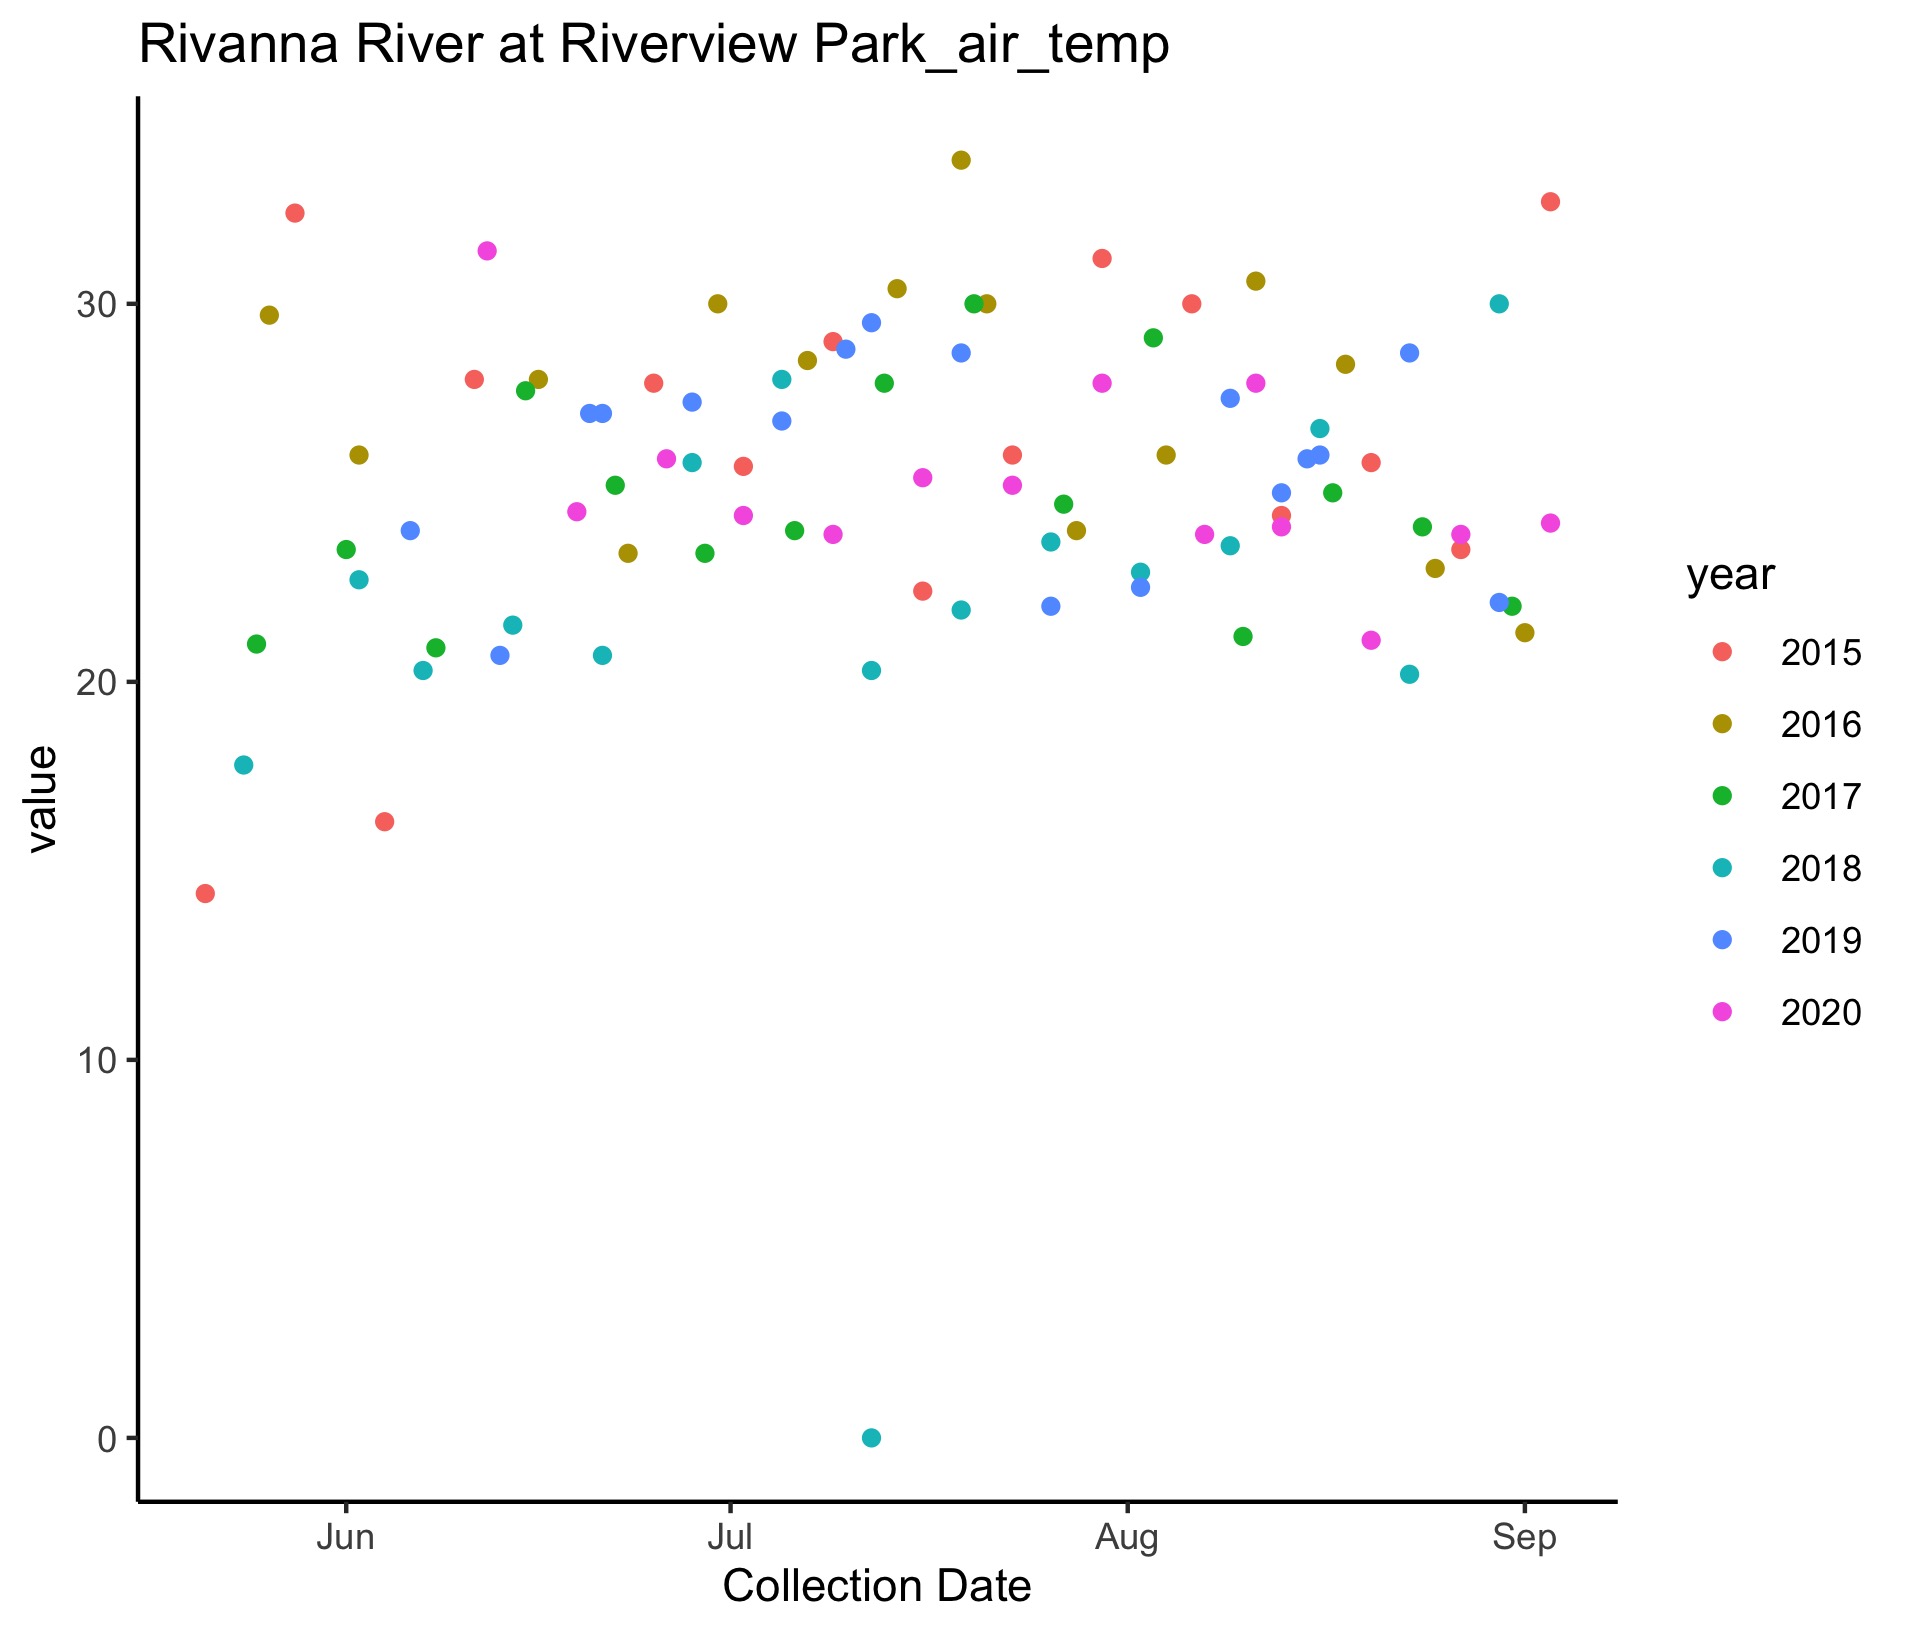 Rivanna River at Riverview Park_air_temp
30
20
10
0
value
Jun
Jul
Aug
Sep
Collection Date
year
2015
2016
2017
2018
2019
2020